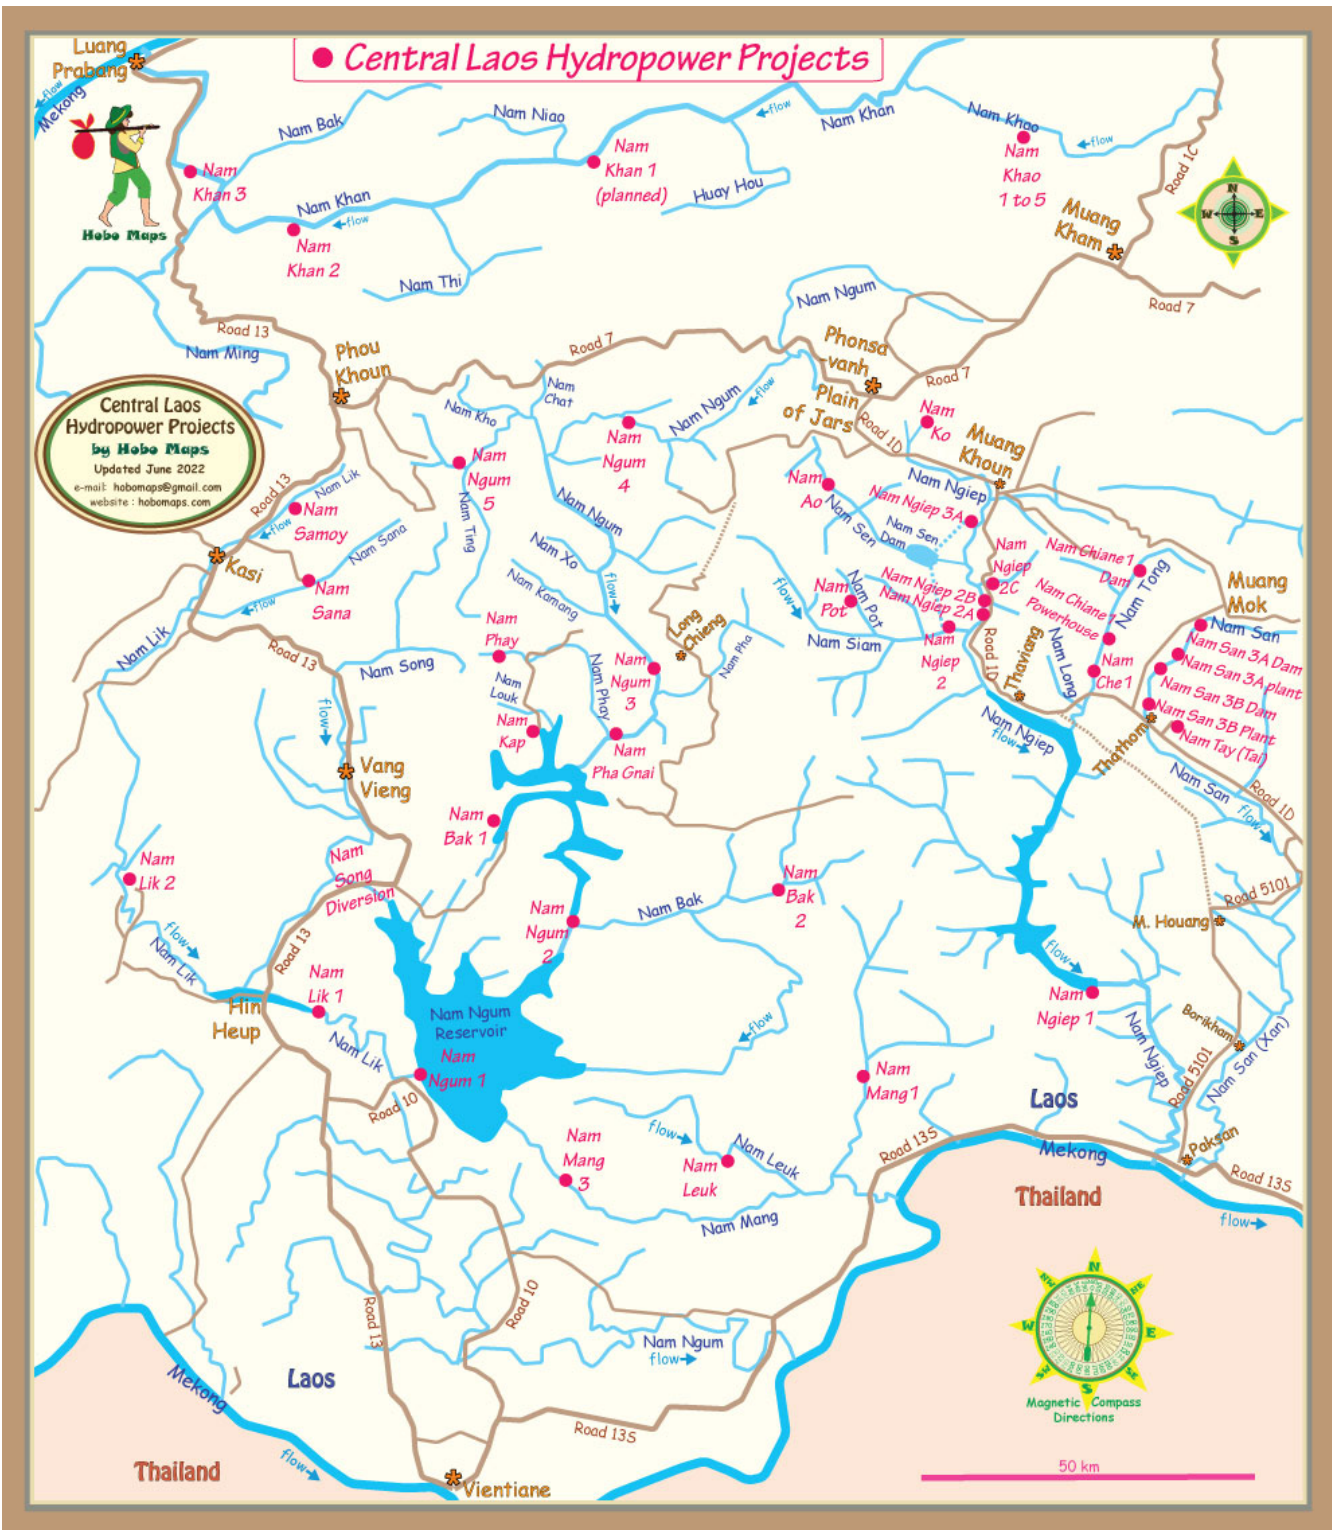 Central Laos Hydropower Projects
Luang
Prabang
flow
Mekong
Hobo Maps
Nam Bak
Nam Niao
flow
Nam Khan
Nam Khao
flow
Nam
Khao
1 to 5
Road 1C
Nam
Khan 1
(planned)
Nam
Khan 3
Nam Khan
flow
Huay Hou
Muang
Kham
N
W
E
S
Nam
Khan 2
Nam Thi
Nam Ngum
Road 7
Road 13
Nam Ming
Phou
Khoun
Road 7
Phonsa
-vanh
Road 7
Central Laos
Hydropower Projects
by Hobo Maps
Updated June 2022
e-mail: hobomaps@gmail.com
website : hobomaps.com
Nam
Chat
Nam Kho
Nam Ngum
flow
Plain
of Jars
Road 1D
Nam
Ko
Muang
Khoun
Nam
Ngum
4
Nam
Ngum
5
Nam Lik
Road 13
Nam
Samoy
flow
Nam Sana
Nam Ting
Nam Ngum
Nam
Ao
Nam Sen
Nam Ngiep
Nam Ngiep 3A
Nam Sen
Dam
Kasi
Nam
Sana
flow
Nam Xo
Nam Kamang
flow
flow
Nam
Pot
Nam Pot
Nam
Ngiep
2C
Nam Ngiep 2B
Nam Ngiep 2A
Nam Chiane 1
Dam
Nam Chiane 1
Powerhouse
Nam Tong
Muang
Mok
Nam Lik
Road 13
Nam Song
Nam
Phay
Long
Chieng
Nam Pha
Nam Siam
Nam
Ngiep
2
Road 1D
Thaviang
Nam Long
Nam
Che 1
Nam San
Nam San 3A Dam
Nam San 3A plant
Nam San 3B Dam
Nam San 3B Plant
Nam Tay (Tai)
Nam
Louk
Nam Phay
Nam
Ngum
3
flow
Nam
Kap
Nam
Pha Gnai
Nam Ngiep
flow
Thathom
Nam San
flow
Road 1D
Vang
Vieng
Nam
Bak 1
Nam
Song
Diversion
Nam
Lik 2
Nam
Bak
2
Nam Bak
Nam
Ngum
2
Road 5101
M. Houang
flow
Nam Lik
Road 13
Nam
Lik 1
flow
Nam
Ngiep 1
Hin
Heup
Nam Ngum
Reservoir
Nam
Ngum 1
flow
Nam Lik
Road 10
Nam
Mang 1
Borikham
Nam Ngiep
Road 5101
Nam San (Xan)
Laos
flow
Nam
Mang
3
Nam
Leuk
Nam Leuk
Road 13S
Mekong
Paksan
Road 13S
flow
Thailand
Nam Mang
Road 13
Road 10
Nam Ngum
flow
N
NE
E
SE
S
SW
W
NW
Magnetic Compass
Directions
Laos
Mekong
Road 13S
flow
Thailand
Vientiane
50 km